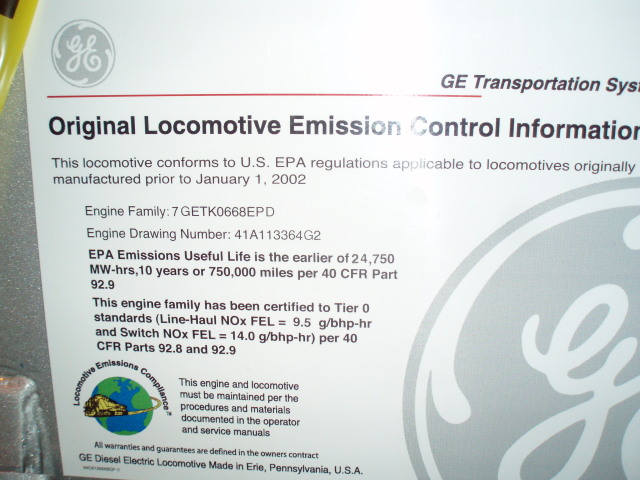 GE
GE Transportation Syst
Original Locomotive Emission Control Information
This locomotive conforms to U.S. EPA regulations applicable to locomotives originally
manufactured prior to January 1, 2002
Engine Family: 7GETK0668EPD
Engine Drawing Number: 41A113364G2
EPA Emissions Useful Life is the earlier of 24,750
MW-hrs,10 years or 750,000 miles per 40 CFR Part
92.9
This engine family has been certified to Tier 0
standards (Line-Haul NOx FEL = 9.5 g/bhp-hr
and Switch NOx FEL = 14.0 g/bhp-hr) per 40
CFR Parts 92.8 and 92.9
Locomotive Emissions Compliance™
This engine and locomotive
must be maintained per the
procedures and materials
documented in the operator
and service manuals
All warranties and guarantees are defined in the owners contract
GE Diesel Electric Locomotive Made in Erie, Pennsylvania, U.S.A.
GE